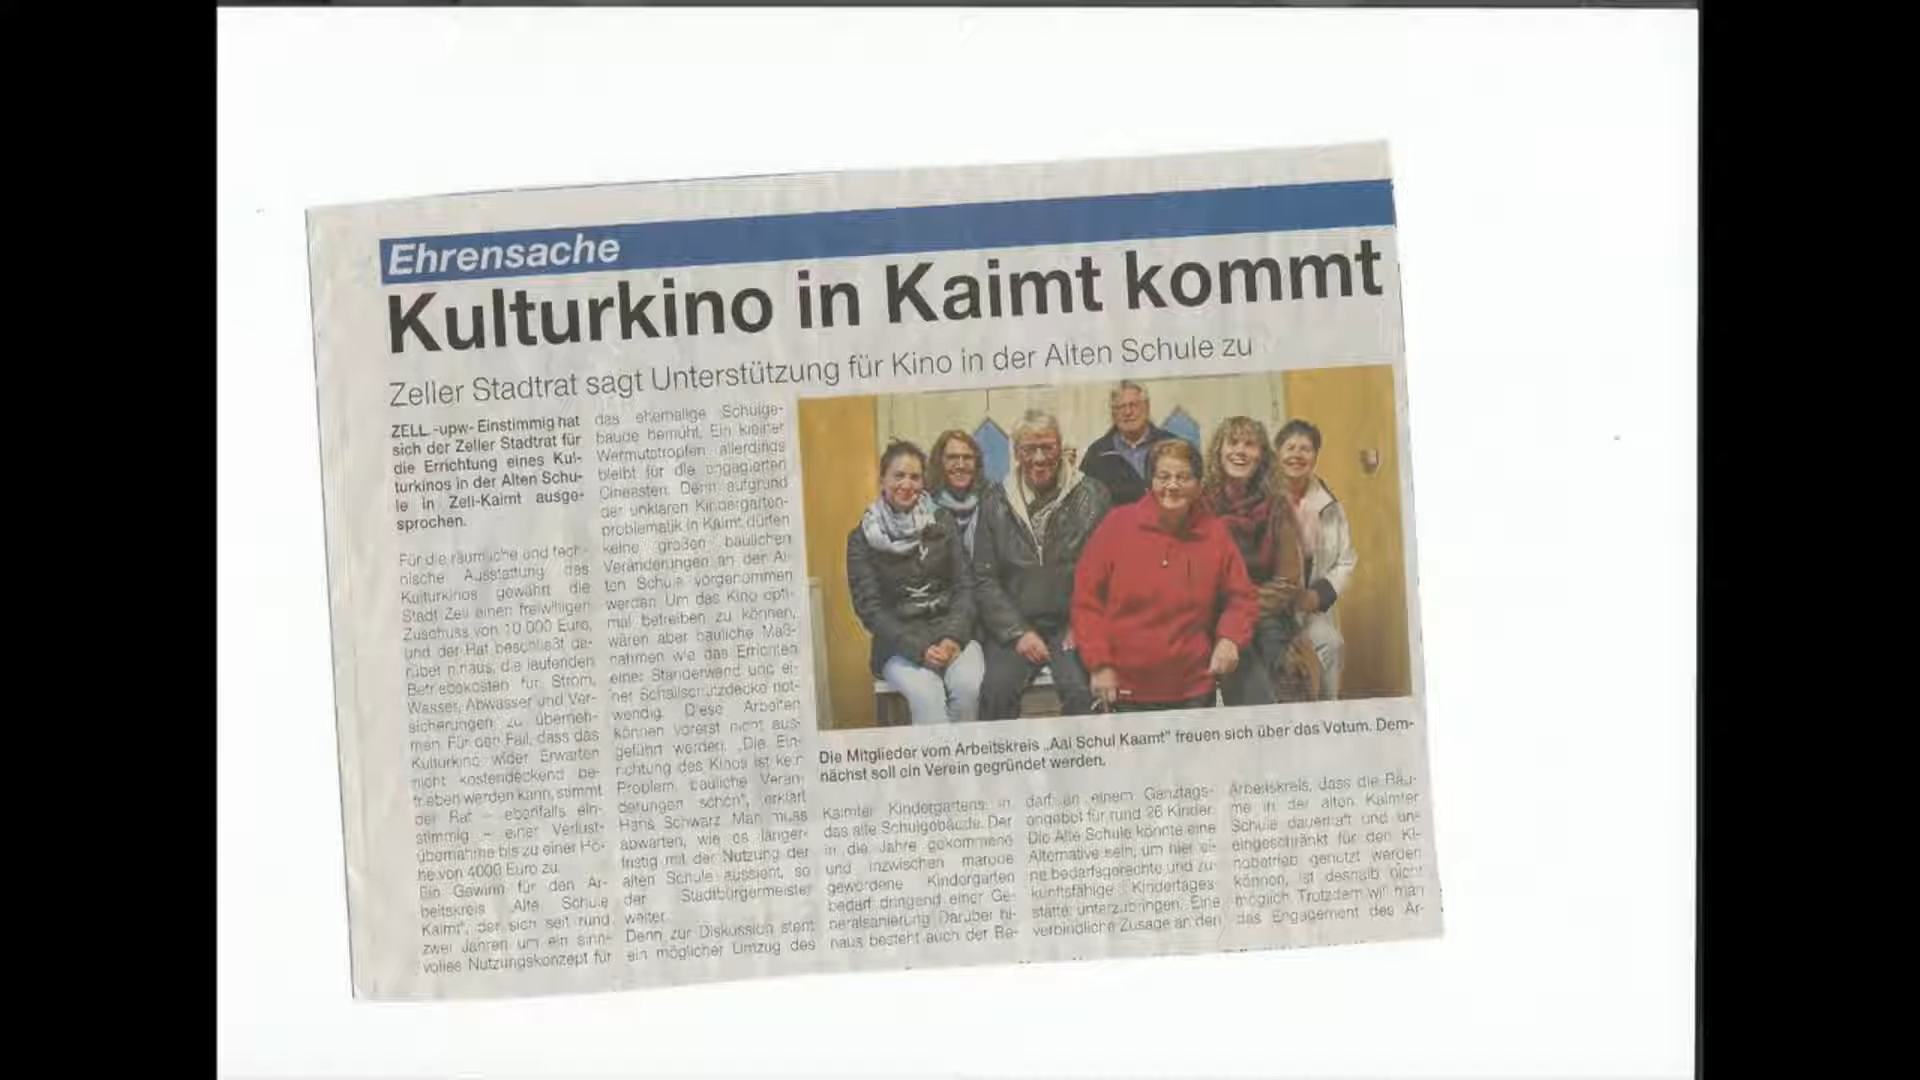 Ehrensache
Kulturkino in Kaimt kommt
Zeller Stadtrat sagt Unterstützung für Kino in der Alten Schule zu
ZELL. -upw- Einstimmig hat
sich der Zeller Stadtrat für
die Errichtung eines Kul-
turkinos in der Alten Schu-
le in Zell-Kaimt ausge-
sprochen.
Für die räumliche und tech-
nische Ausstattung des
Kulturkinos gewährt die
Stadt Zell einen freiwilligen
Zuschuss von 10 000 Euro,
und der Rat beschließt da-
rüber hinaus, die laufenden
Betriebskosten für Strom,
Wasser, Abwasser und Ver-
sicherungen zu überneh-
men. Für den Fall, dass das
Kulturkino wider Erwarten
nicht kostendeckend be-
trieben werden kann, stimmt
der Rat – ebenfalls ein-
stimmig – einer Verlust-
übernahme bis zu einer Hö-
he von 4000 Euro zu.
Ein Gewinn für den Ar-
beitskreis „Alte Schule
Kaimt", der sich seit rund
zwei Jahren um ein sinn-
volles Nutzungskonzept für
das ehemalige Schulge-
bäude bemüht. Ein kleiner
Wermutstropfen allerdings
bleibt für die engagierten
Cineasten. Denn aufgrund
der unklaren Kindergarten-
problematik in Kaimt dürfen
keine großen baulichen
Veränderungen an der Al-
ten Schule vorgenommen
werden. Um das Kino opti-
mal betreiben zu können,
wären aber bauliche Maß-
nahmen wie das Errichten
einer Ständerwand und ei-
ner Schallschutzdecke not-
wendig. Diese Arbeiten
können vorerst nicht aus-
geführt werden. „Die Ein-
richtung des Kinos ist kein
Problem, bauliche Verän-
derungen schon", erklärt
Hans Schwarz. Man muss
abwarten, wie es länger-
fristig mit der Nutzung der
alten Schule aussieht, so
der Stadtbürgermeister
weiter.
Denn zur Diskussion steht
ein möglicher Umzug des
Die Mitglieder vom Arbeitskreis „Aal Schul Kaamt" freuen sich über das Votum. Dem-
nächst soll ein Verein gegründet werden.
Kaimter Kindergartens in
das alte Schulgebäude. Der
in die Jahre gekommene
und inzwischen marode
gewordene Kindergarten
bedarf dringend einer Ge-
neralsanierung. Darüber hi-
naus besteht auch der Be-
darf an einem Ganztags-
angebot für rund 26 Kinder.
Die Alte Schule könnte eine
Alternative sein, um hier ei-
ne bedarfsgerechte und zu-
kunftsfähige Kindertages-
stätte unterzubringen. Eine
verbindliche Zusage an den
Arbeitskreis, dass die Räu-
me in der alten Kaimter
Schule dauerhaft und un-
eingeschränkt für den Ki-
nobetrieb genutzt werden
können, ist deshalb nicht
möglich. Trotzdem will man
das Engagement des Ar-